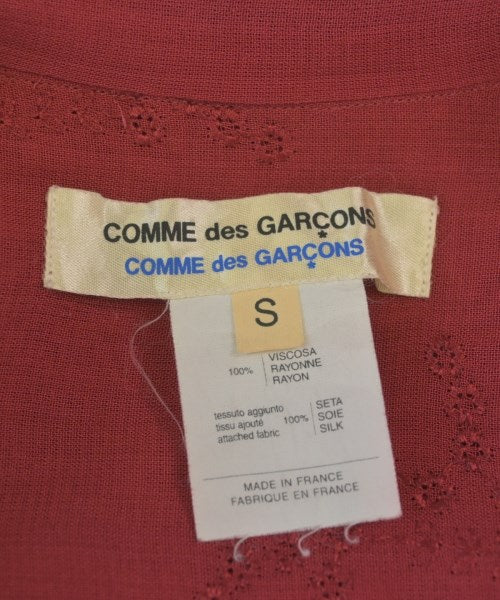 COMME des GARÇONS
COMME des GARÇONS
S
100% VISCOSA
RAYONNE
RAYON
tessuto aggiunto
tissu ajouté
attached fabric
100% SETA
SOIE
SILK
MADE IN FRANCE
FABRIQUE EN FRANCE